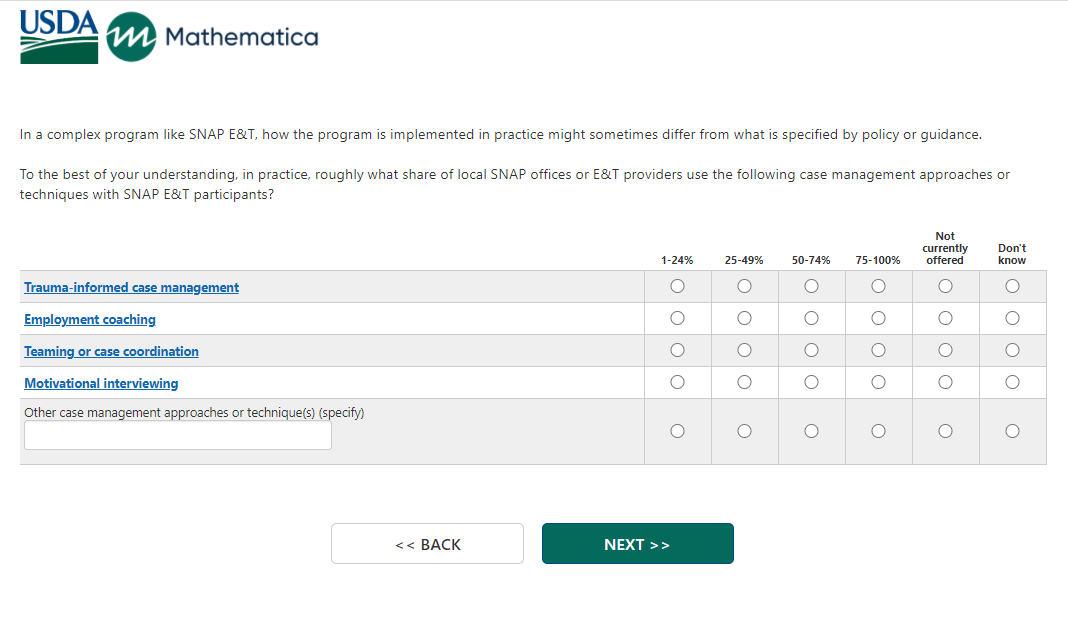 USDA
Mathematica
In a complex program like SNAP E&T, how the program is implemented in practice might sometimes differ from what is specified by policy or guidance.
To the best of your understanding, in practice, roughly what share of local SNAP offices or E&T providers use the following case management approaches or
techniques with SNAP E&T participants?
1-24% 25-49% 50-74% 75-100% Not currently offered Don't know
Trauma-informed case management
Employment coaching
Teaming or case coordination
Motivational interviewing
Other case management approaches or technique(s) (specify)
<< BACK NEXT >>